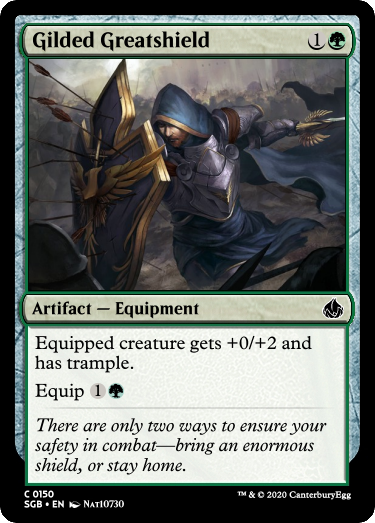 Gilded Greatshield 1
Artifact — Equipment
Equipped creature gets +0/+2 and
has trample.
Equip 1
There are only two ways to ensure your
safety in combat—bring an enormous
shield, or stay home.
C 0150
SGB • EN NAT10730
™ & © 2020 CanterburyEgg